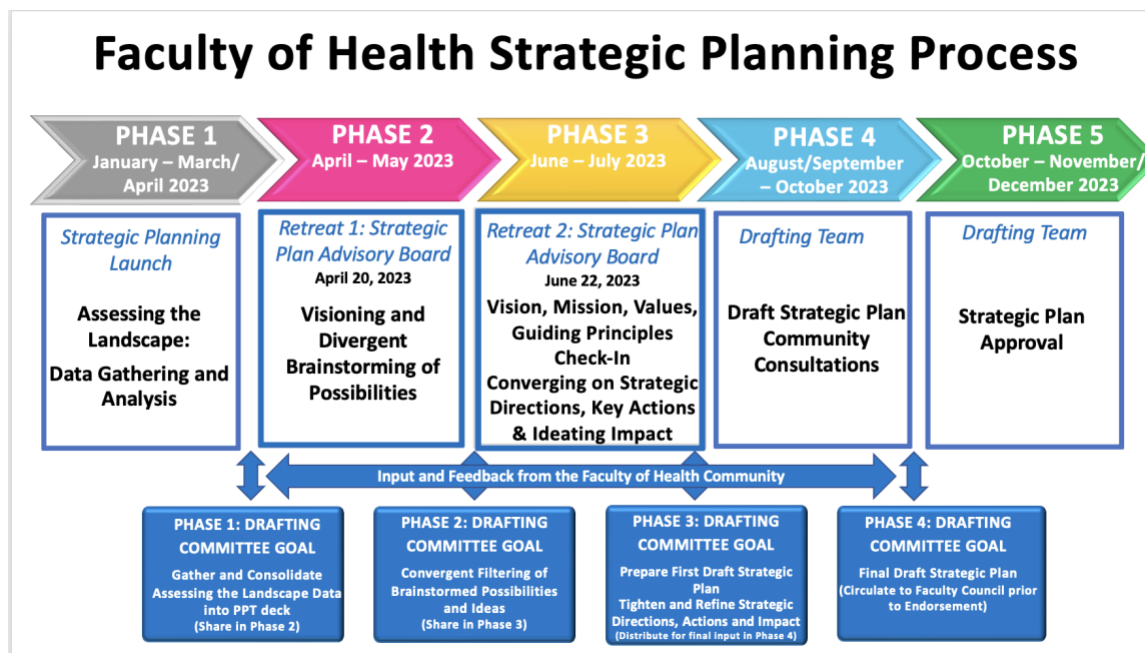 Faculty of Health Strategic Planning Process
PHASE 1
January – March/
April 2023
PHASE 2
April – May 2023
PHASE 3
June – July 2023
PHASE 4
August/September
– October 2023
PHASE 5
October – November/
December 2023
Strategic Planning
Launch
Assessing the
Landscape:
Data Gathering and
Analysis
Retreat 1: Strategic
Plan Advisory Board
April 20, 2023
Visioning and
Divergent
Brainstorming of
Possibilities
Retreat 2: Strategic Plan
Advisory Board
June 22, 2023
Vision, Mission, Values,
Guiding Principles
Check-In
Converging on Strategic
Directions, Key Actions
& Ideating Impact
Drafting Team
Draft Strategic Plan
Community
Consultations
Drafting Team
Strategic Plan
Approval
Input and Feedback from the Faculty of Health Community
PHASE 1: DRAFTING
COMMITTEE GOAL
Gather and Consolidate
Assessing the Landscape Data
into PPT deck
(Share in Phase 2)
PHASE 2: DRAFTING
COMMITTEE GOAL
Convergent Filtering of
Brainstormed Possibilities
and Ideas
(Share in Phase 3)
PHASE 3: DRAFTING
COMMITTEE GOAL
Prepare First Draft Strategic
Plan
Tighten and Refine Strategic
Directions, Actions and Impact
(Distribute for final input in Phase 4)
PHASE 4: DRAFTING
COMMITTEE GOAL
Final Draft Strategic Plan
(Circulate to Faculty Council prior
to Endorsement)